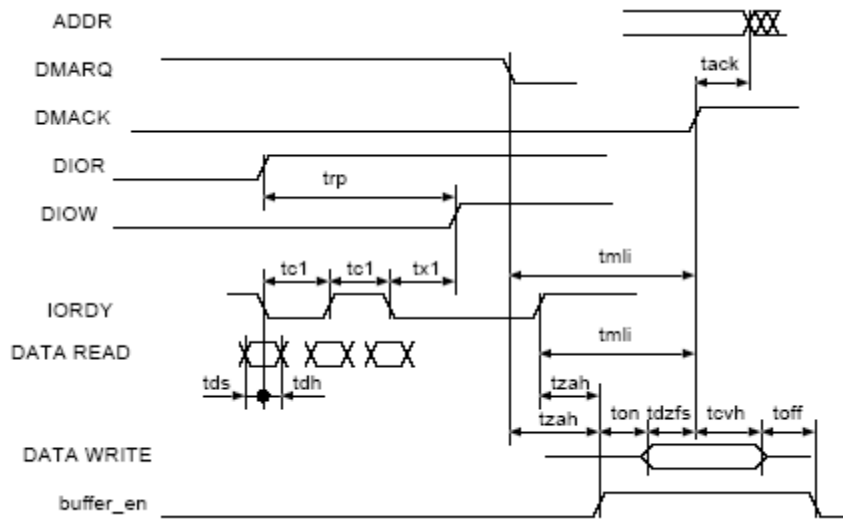 ADDR
DMARQ
tack
DMACK
DIOR
trp
DIOW
tc1 tc1 tx1
tmli
IORDY
DATA READ
tmli
tds tdh
tzah
tzah ton tdzfs tcvh toff
DATA WRITE
buffer_en